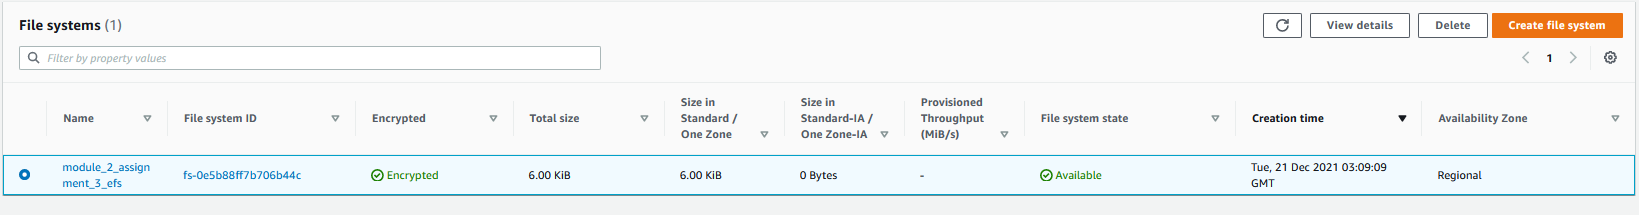 File systems (1)
View details
Delete
Create file system
Filter by property values
1
Name
File system ID
Encrypted
Total size
Size in
Standard /
One Zone
Size in
Standard-IA /
One Zone-IA
Provisioned
Throughput
(MiB/s)
File system state
Creation time
Availability Zone
module_2_assign
ment_3_efs
fs-0e5b88ff7b706b44c
Encrypted
6.00 KiB
6.00 KiB
0 Bytes
-
Available
Tue, 21 Dec 2021 03:09:09
GMT
Regional